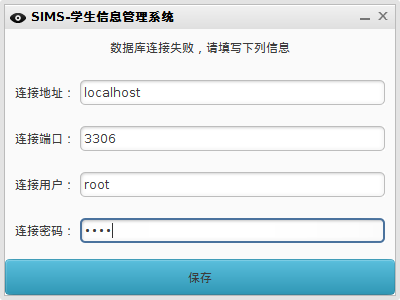 SIMS-学生信息管理系统
数据库连接失败，请填写下列信息
连接地址： localhost
连接端口： 3306
连接用户： root
连接密码： ••••
保存